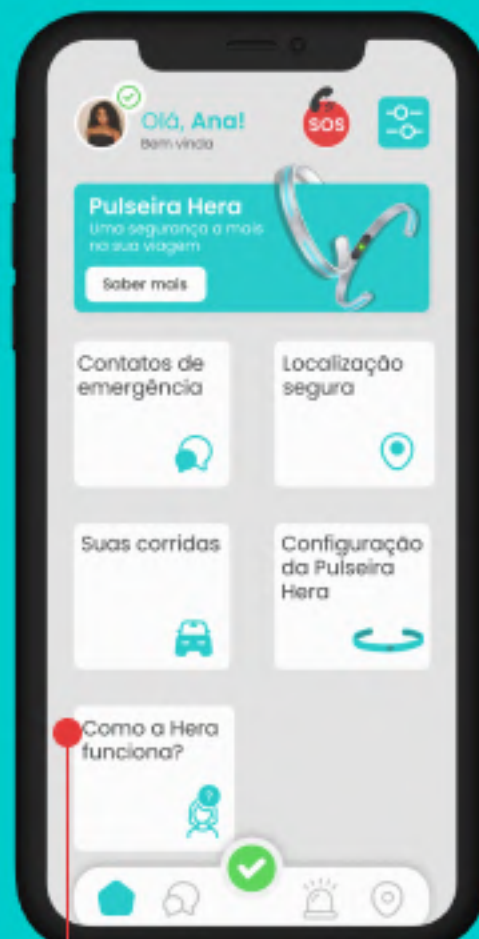 Olá, Ana!
Bem vinda
SOS
Pulseira Hera
Uma segurança a mais
na sua viagem
Saber mais
Contatos de
emergência
Localização
segura
Suas corridas
Configuração
da Pulseira
Hera
Como a Hera
funciona?
?